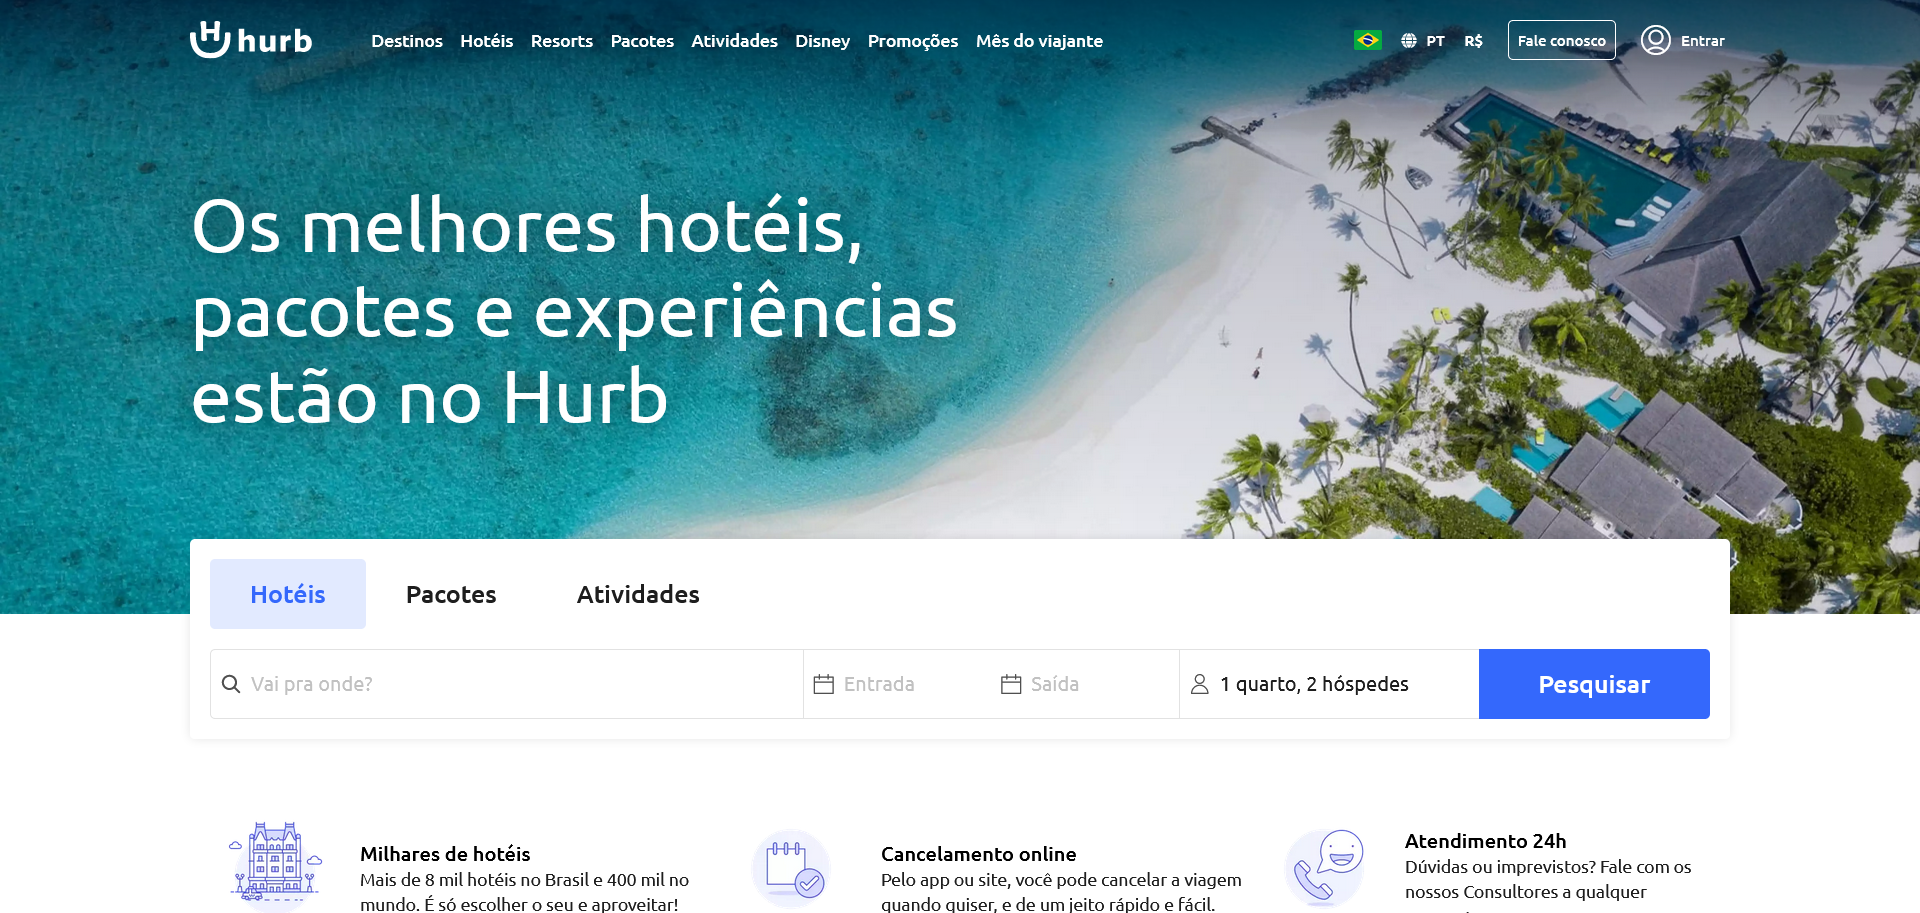 hurb
Destinos Hotéis Resorts Pacotes Atividades Disney Promoções Mês do viajante
PT R$ Fale conosco Entrar
Os melhores hotéis,
pacotes e experiências
estão no Hurb
Hotéis Pacotes Atividades
Vai pra onde? Entrada Saída 1 quarto, 2 hóspedes Pesquisar
Milhares de hotéis
Mais de 8 mil hotéis no Brasil e 400 mil no
mundo. É só escolher o seu e aproveitar!
Cancelamento online
Pelo app ou site, você pode cancelar a viagem
quando quiser, e de um jeito rápido e fácil.
Atendimento 24h
Dúvidas ou imprevistos? Fale com os
nossos Consultores a qualquer